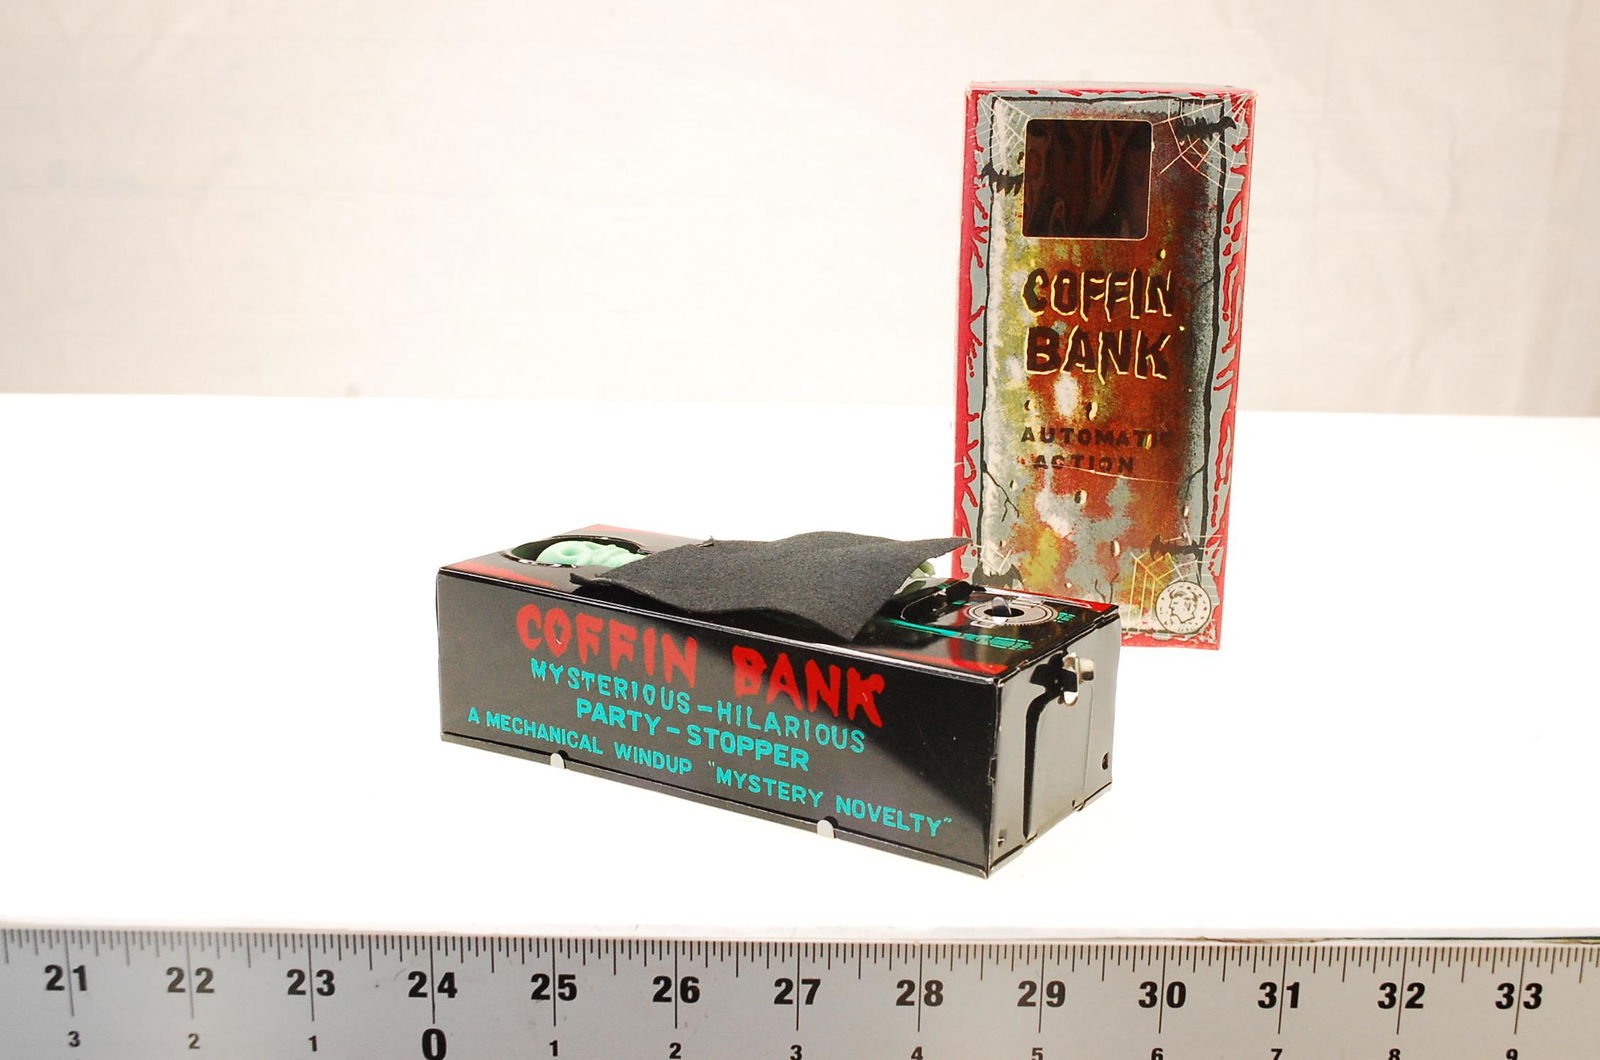 COFFIN
BANK
AUTOMATIC
ACTION
COFFIN BANK
MYSTERIOUS-HILARIOUS
PARTY-STOPPER
A MECHANICAL WINDUP "MYSTERY NOVELTY"
21 22 23 24 25 26 27 28 29 30 31 32 33
3 2 1 0 1 2 3 4 5 6 7 8 9